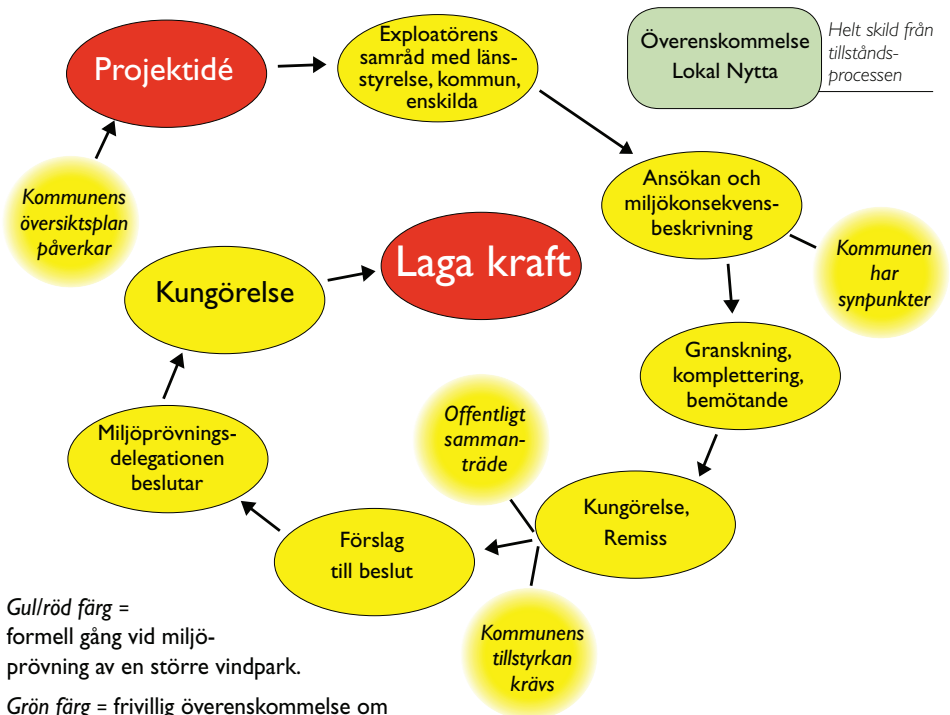 Projektidé
Exploatörens
samråd med läns-
styrelse, kommun,
enskilda
Överenskommelse
Lokal Nytta
Helt skild från
tillstånds-
processen
Kommunens
översiktsplan
påverkar
Ansökan och
miljökonsekvens-
beskrivning
Kommunen
har
synpunkter
Laga kraft
Kungörelse
Granskning,
komplettering,
bemötande
Offentligt
samman-
träde
Miljöprövnings-
delegationen
beslutar
Kungörelse,
Remiss
Förslag
till beslut
Kommunens
tillstyrkan
krävs
Gul/röd färg =
formell gång vid miljö-
prövning av en större vindpark.
Grön färg = frivillig överenskommelse om